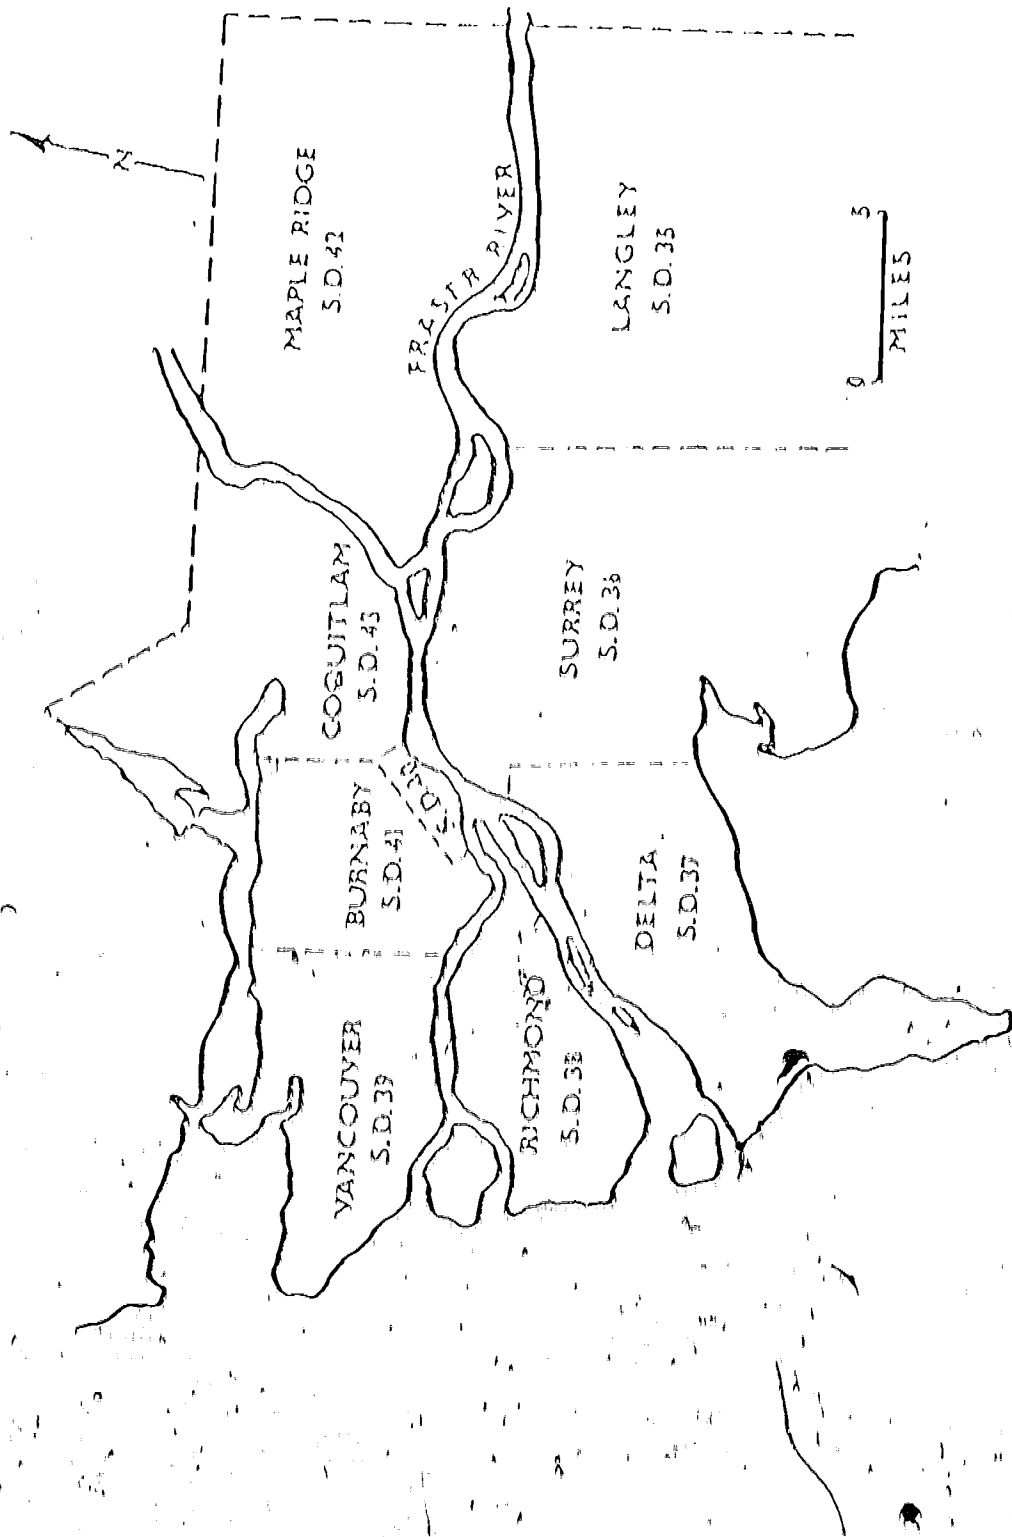 N
MAPLE RIDGE
S.D. 42
FRASER RIVER
LANGLEY
S.D. 35
0 5
MILES
COQUITLAM
S.D. 43
SURREY
S.D. 36
BURNABY
S.D. 41
S.D. 40
DELTA
S.D. 37
VANCOUVER
S.D. 39
RICHMOND
S.D. 38